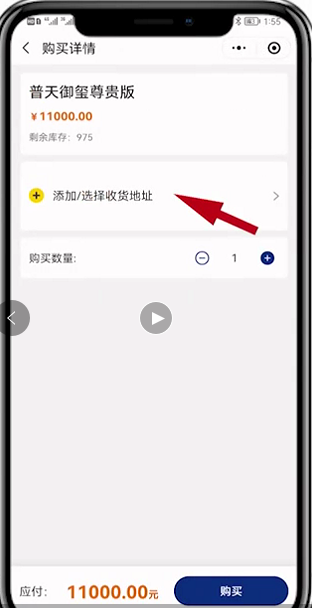 1:55
购买详情
普天御玺尊贵版
￥11000.00
剩余库存：975
添加/选择收货地址
购买数量:
1
应付： 11000.00元
购买